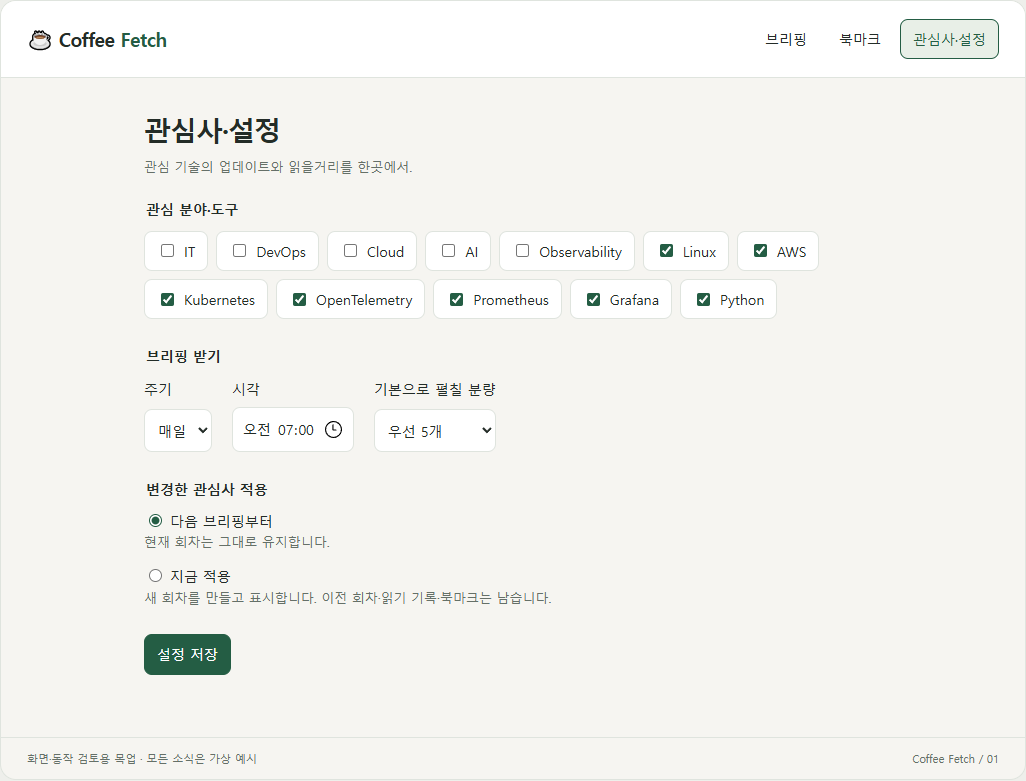 Coffee Fetch
브리핑 북마크 관심사·설정
관심사·설정
관심 기술의 업데이트와 읽을거리를 한곳에서.
관심 분야·도구
IT DevOps Cloud AI Observability Linux AWS
Kubernetes OpenTelemetry Prometheus Grafana Python
브리핑 받기
주기 시각 기본으로 펼칠 분량
매일 오전 07:00 우선 5개
변경한 관심사 적용
다음 브리핑부터
현재 회차는 그대로 유지합니다.
지금 적용
새 회차를 만들고 표시합니다. 이전 회차·읽기 기록·북마크는 남습니다.
설정 저장
화면·동작 검토용 목업 · 모든 소식은 가상 예시
Coffee Fetch / 01